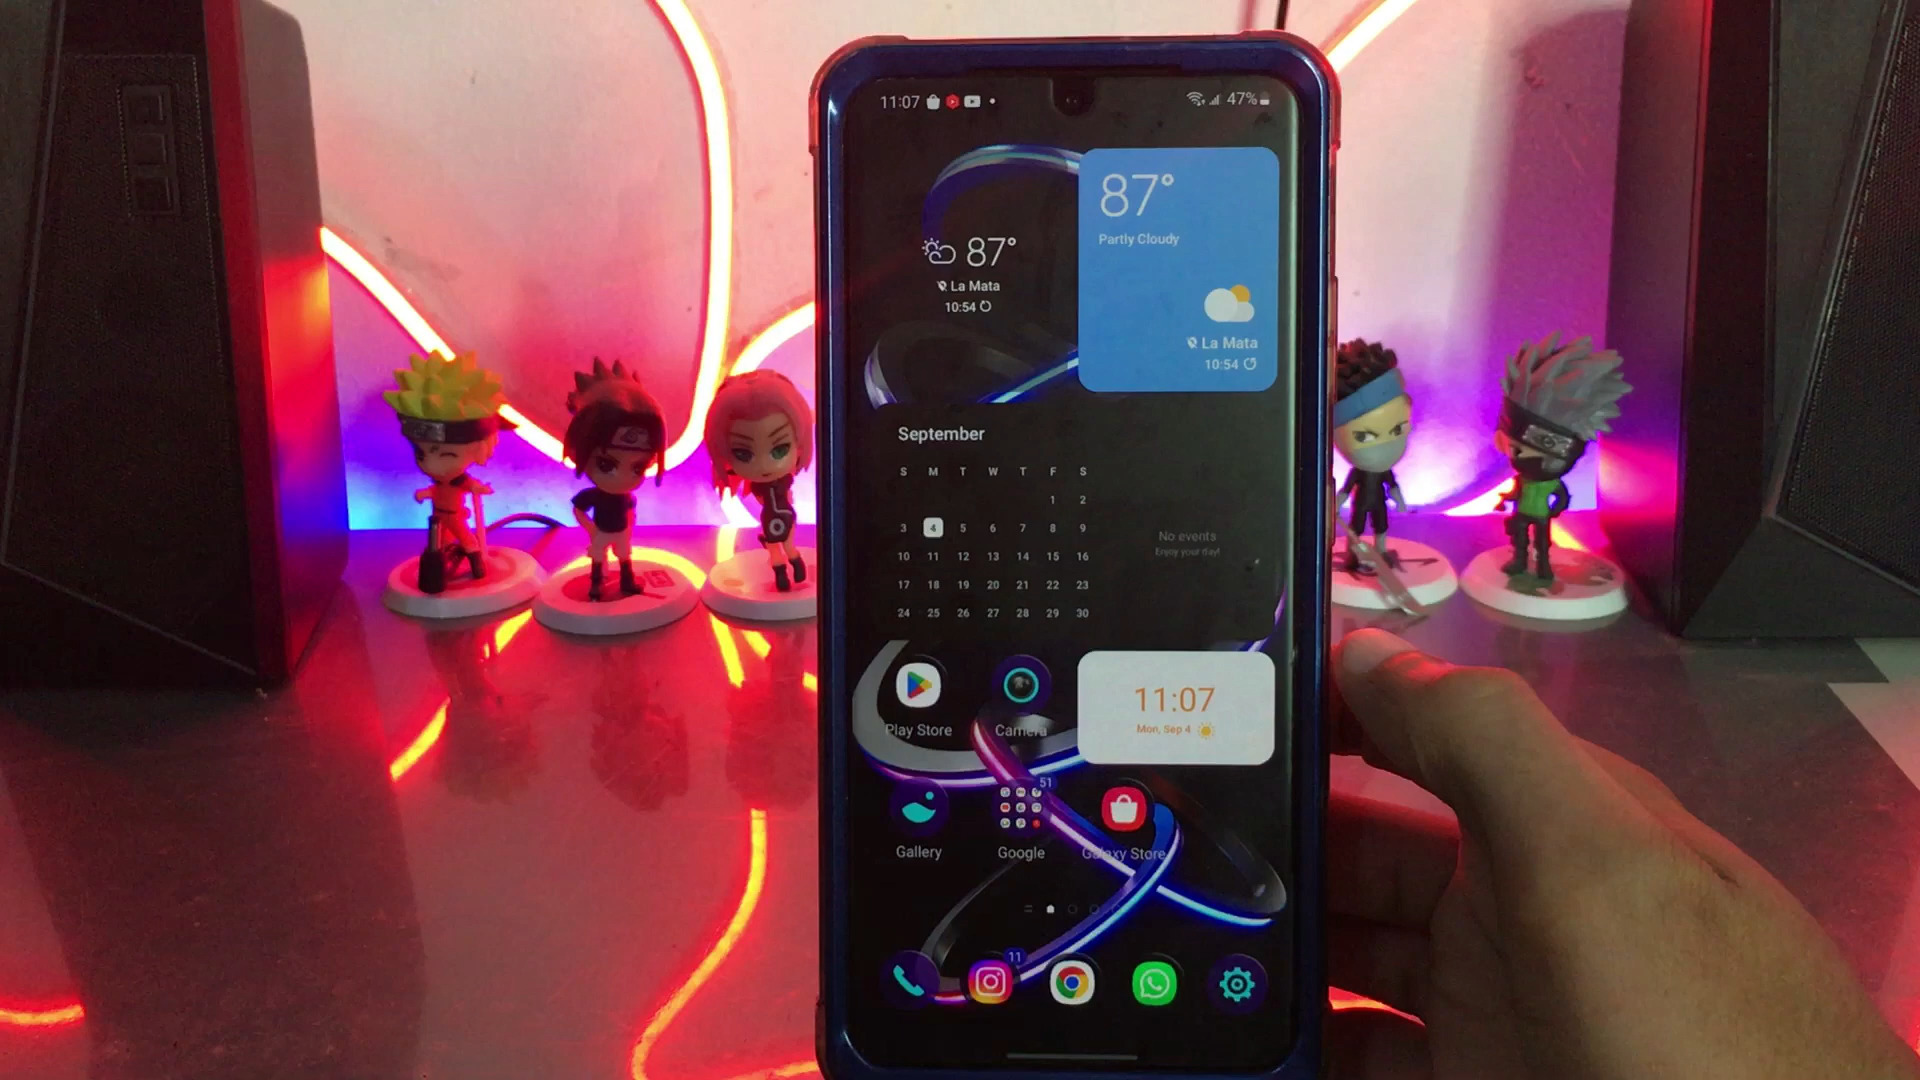 11:07
47%
87°
Partly Cloudy
87°
La Mata
10:54
La Mata
10:54
September
S M T W T F S
1 2
3 4 5 6 7 8 9
10 11 12 13 14 15 16
17 18 19 20 21 22 23
24 25 26 27 28 29 30
No events
Enjoy your day!
Play Store
Camera
11:07
Mon, Sep 4
51
Gallery
Google
Galaxy Store
11